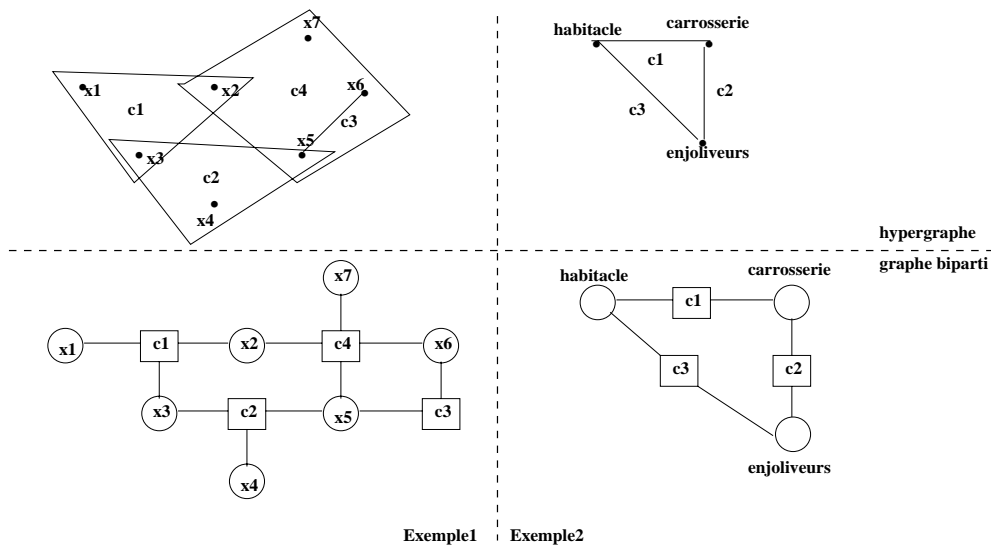 x7
x1
x2
c4
x6
c1
c3
x5
x3
c2
x4
habitacle
carrosserie
c1
c2
c3
enjoliveurs
hypergraphe
graphe biparti
x7
x1
c1
x2
c4
x6
x3
c2
x5
c3
x4
habitacle
carrosserie
c1
c3
c2
enjoliveurs
Exemple1
Exemple2